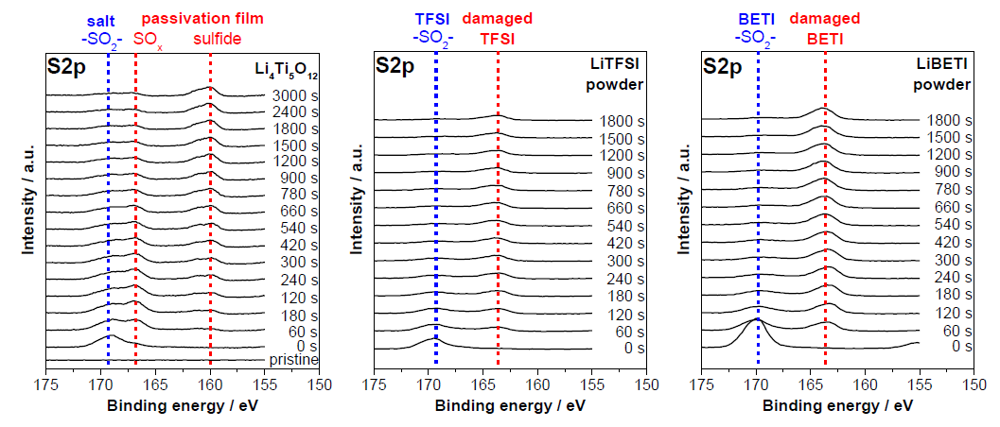 salt passivation film
-SO2- SOx sulfide
S2p
Li4Ti5O12
3000 s
2400 s
1800 s
1500 s
1200 s
900 s
780 s
660 s
540 s
420 s
300 s
240 s
120 s
180 s
60 s
0 s
pristine
Intensity / a.u.
175 170 165 160 155 150
Binding energy / eV
TFSI damaged
-SO2- TFSI
S2p
LiTFSI
powder
1800 s
1500 s
1200 s
900 s
780 s
660 s
540 s
420 s
300 s
240 s
180 s
120 s
60 s
0 s
Intensity / a.u.
175 170 165 160 155 150
Binding energy / eV
BETI damaged
-SO2- BETI
S2p
LiBETI
powder
1800 s
1500 s
1200 s
900 s
780 s
660 s
540 s
420 s
300 s
240 s
180 s
120 s
60 s
0 s
Intensity / a.u.
175 170 165 160 155 150
Binding energy / eV